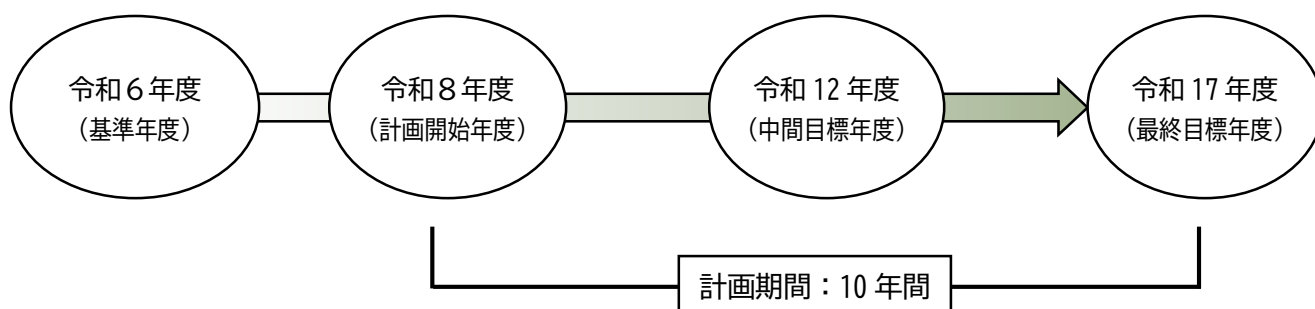 令和６年度
（基準年度）
令和８年度
（計画開始年度）
令和 12 年度
（中間目標年度）
令和 17 年度
（最終目標年度）
計画期間：10 年間